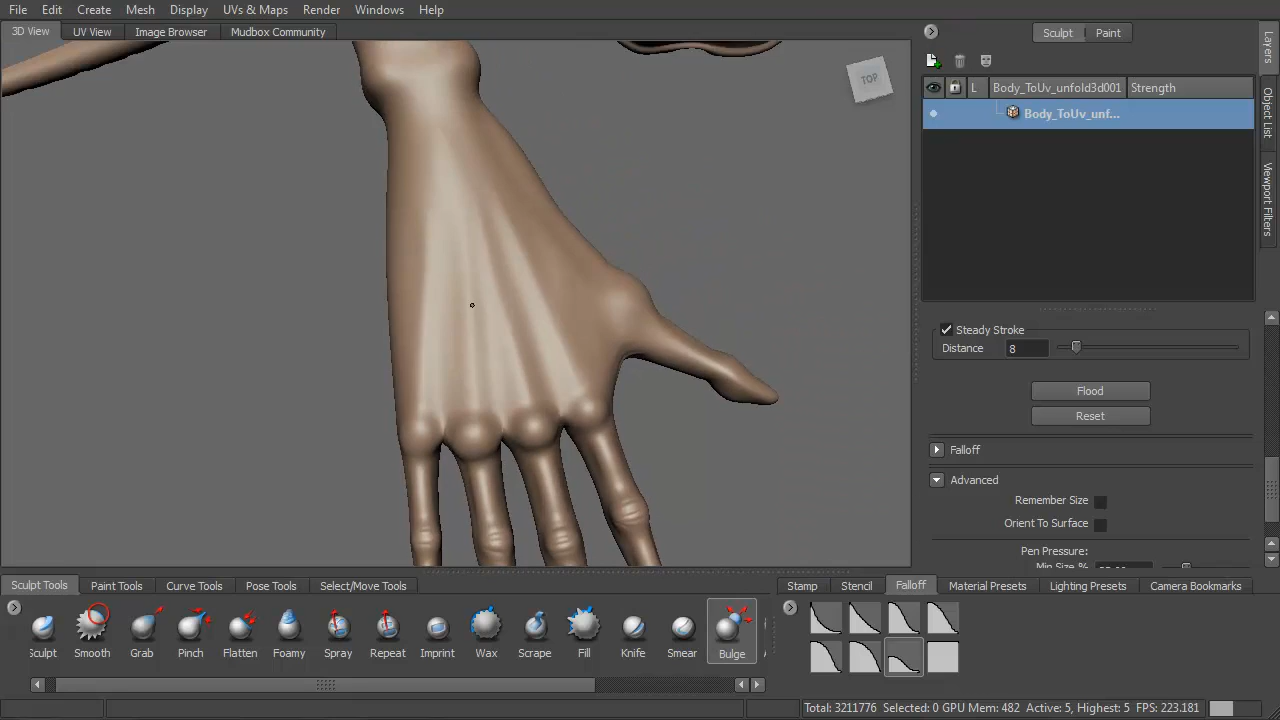 File Edit Create Mesh Display UVs & Maps Render Windows Help
3D View UV View Image Browser Mudbox Community
Sculpt Paint
TOP
L Body_ToUv_unfold3d001 Strength
Body_ToUv_unf...
Layers
Object List
Viewport Filters
Steady Stroke
Distance 8
Flood
Reset
Falloff
Advanced
Remember Size
Orient To Surface
Pen Pressure:
Min Size %
Sculpt Tools Paint Tools Curve Tools Pose Tools Select/Move Tools
Stamp Stencil Falloff Material Presets Lighting Presets Camera Bookmarks
Sculpt Smooth Grab Pinch Flatten Foamy Spray Repeat Imprint Wax Scrape Fill Knife Smear Bulge
Total: 3211776 Selected: 0 GPU Mem: 482 Active: 5, Highest: 5 FPS: 223.181